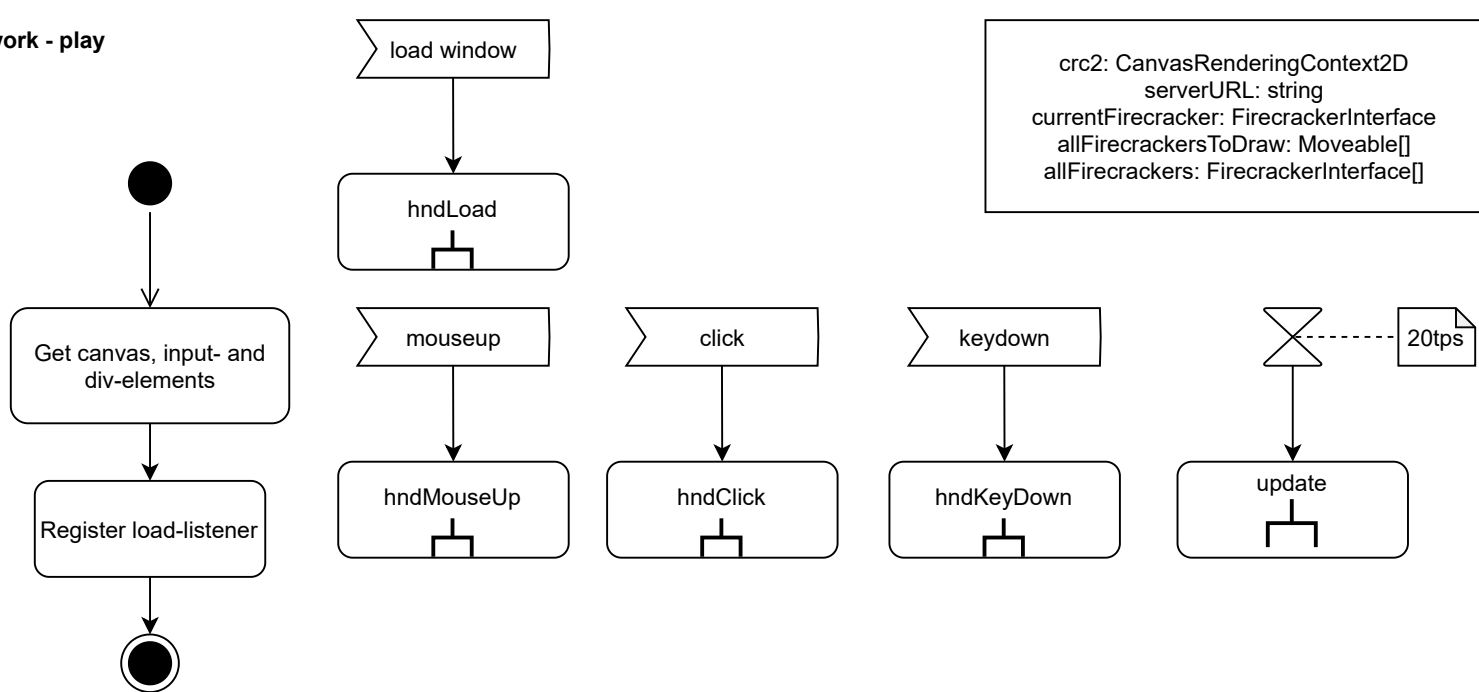 ork - play
load window
crc2: CanvasRenderingContext2D
serverURL: string
currentFirecracker: FirecrackerInterface
allFirecrackersToDraw: Moveable[]
allFirecrackers: FirecrackerInterface[]
hndLoad
Get canvas, input- and
div-elements
mouseup
click
keydown
20tps
Register load-listener
hndMouseUp
hndClick
hndKeyDown
update